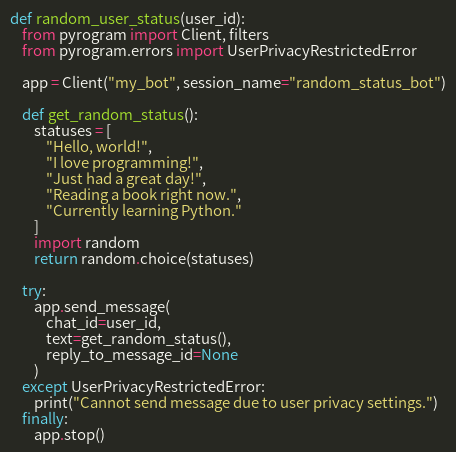 def random_user_status(user_id):
    from pyrogram import Client, filters
    from pyrogram.errors import UserPrivacyRestrictedError

    app = Client("my_bot", session_name="random_status_bot")

    def get_random_status():
        statuses = [
            "Hello, world!",
            "I love programming!",
            "Just had a great day!",
            "Reading a book right now.",
            "Currently learning Python."
        ]
        import random
        return random.choice(statuses)

    try:
        app.send_message(
            chat_id=user_id,
            text=get_random_status(),
            reply_to_message_id=None
        )
    except UserPrivacyRestrictedError:
        print("Cannot send message due to user privacy settings.")
    finally:
        app.stop()